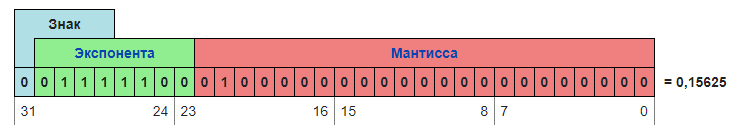 Знак
Экспонента Мантисса
0 0 1 1 1 1 1 0 0 0 1 0 0 0 0 0 0 0 0 0 0 0 0 0 0 0 0 0 0 0 0 0 = 0,15625
31 24 23 16 15 8 7 0